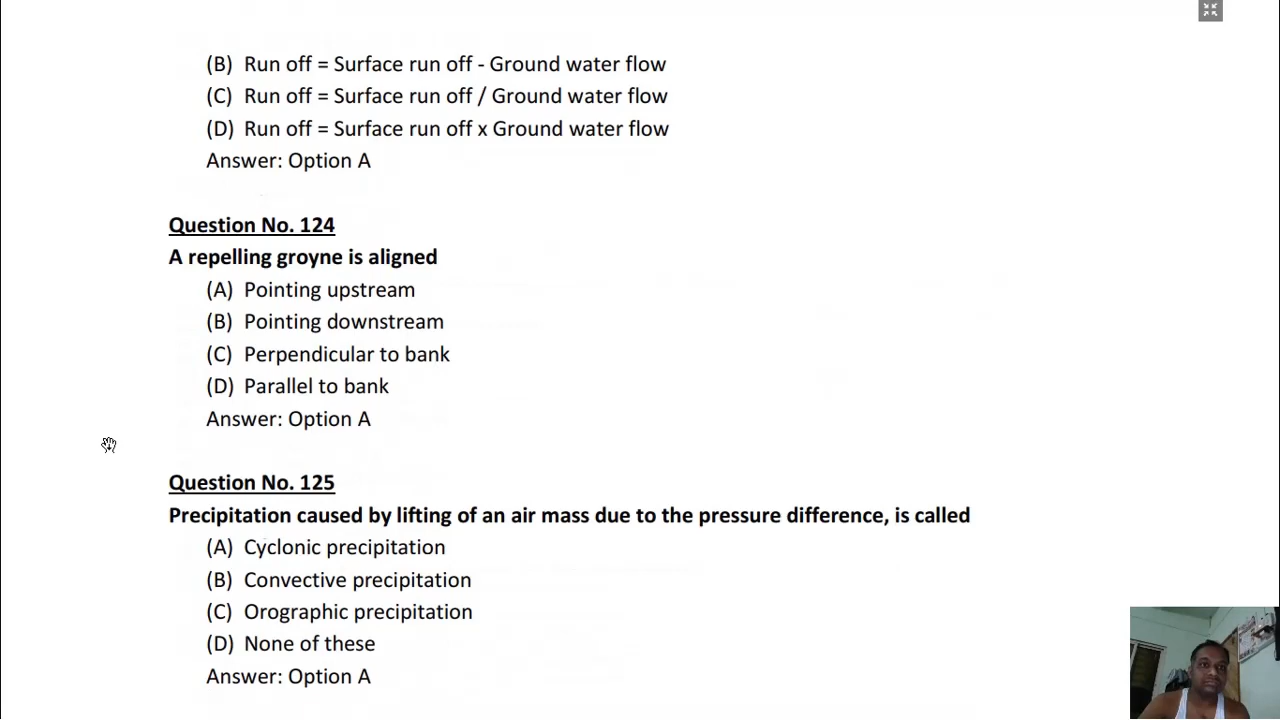 (B) Run off = Surface run off - Ground water flow
(C) Run off = Surface run off / Ground water flow
(D) Run off = Surface run off x Ground water flow
Answer: Option A
Question No. 124
A repelling groyne is aligned
(A) Pointing upstream
(B) Pointing downstream
(C) Perpendicular to bank
(D) Parallel to bank
Answer: Option A
Question No. 125
Precipitation caused by lifting of an air mass due to the pressure difference, is called
(A) Cyclonic precipitation
(B) Convective precipitation
(C) Orographic precipitation
(D) None of these
Answer: Option A